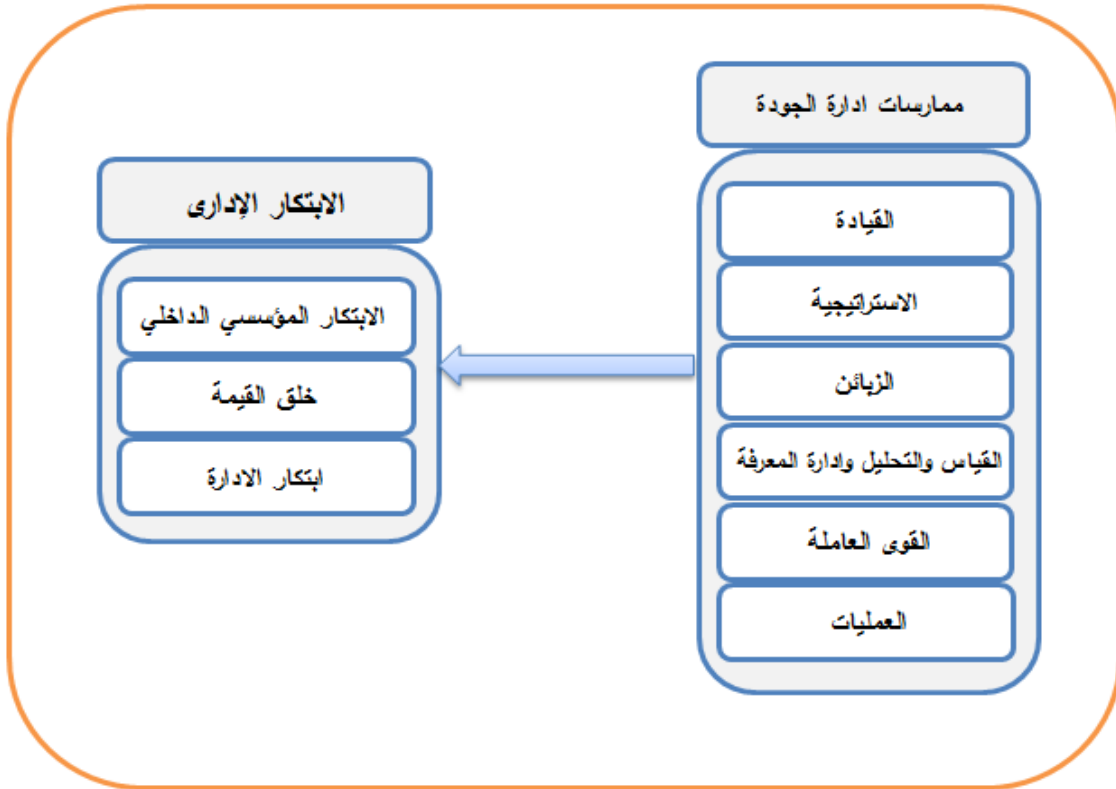 ممارسات ادارة الجودة
القيادة
الاستراتيجية
الزبائن
القياس والتحليل وادارة المعرفة
القوى العاملة
العمليات
الابتكار الإدارى
الابتكار المؤسسي الداخلي
خلق القيمة
ابتكار الادارة